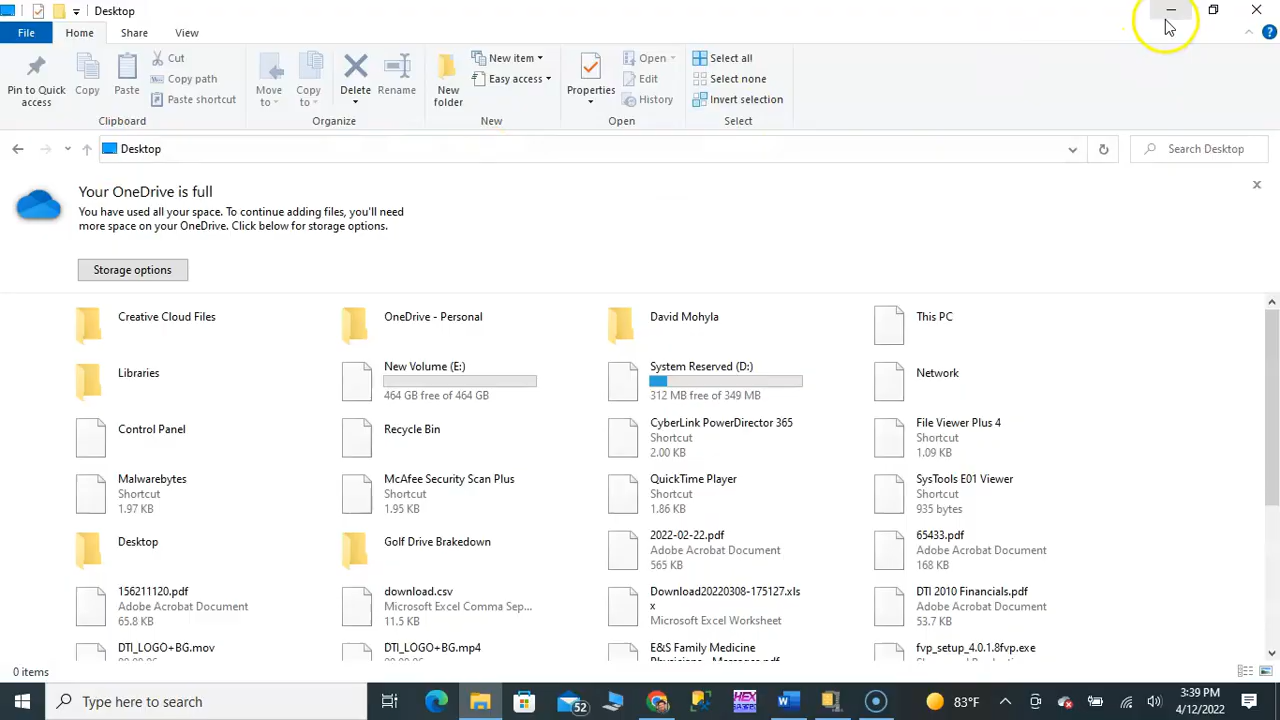 Desktop
File Home Share View
Pin to Quick access
Copy
Paste
Cut
Copy path
Paste shortcut
Clipboard
Move to
Copy to
Delete
Rename
Organize
New folder
New item
Easy access
New
Properties
Open
Edit
History
Open
Select all
Select none
Invert selection
Select
Desktop
Search Desktop
Your OneDrive is full
You have used all your space. To continue adding files, you'll need
more space on your OneDrive. Click below for storage options.
Storage options
Creative Cloud Files
OneDrive - Personal
David Mohyla
This PC
Libraries
New Volume (E:)
464 GB free of 464 GB
System Reserved (D:)
312 MB free of 349 MB
Network
Control Panel
Recycle Bin
CyberLink PowerDirector 365
Shortcut
2.00 KB
File Viewer Plus 4
Shortcut
1.09 KB
Malwarebytes
Shortcut
1.97 KB
McAfee Security Scan Plus
Shortcut
1.95 KB
QuickTime Player
Shortcut
1.86 KB
SysTools E01 Viewer
Shortcut
935 bytes
Desktop
Golf Drive Brakedown
2022-02-22.pdf
Adobe Acrobat Document
565 KB
65433.pdf
Adobe Acrobat Document
168 KB
156211120.pdf
Adobe Acrobat Document
65.8 KB
download.csv
Microsoft Excel Comma Sep...
11.5 KB
Download20220308-175127.xls
x
Microsoft Excel Worksheet
DTI 2010 Financials.pdf
Adobe Acrobat Document
53.7 KB
DTI_LOGO+BG.mov
DTI_LOGO+BG.mp4
E&S Family Medicine
fvp_setup_4.0.1.8fvp.exe
0 items
Type here to search
52
HEX
83°F
3:39 PM
4/12/2022